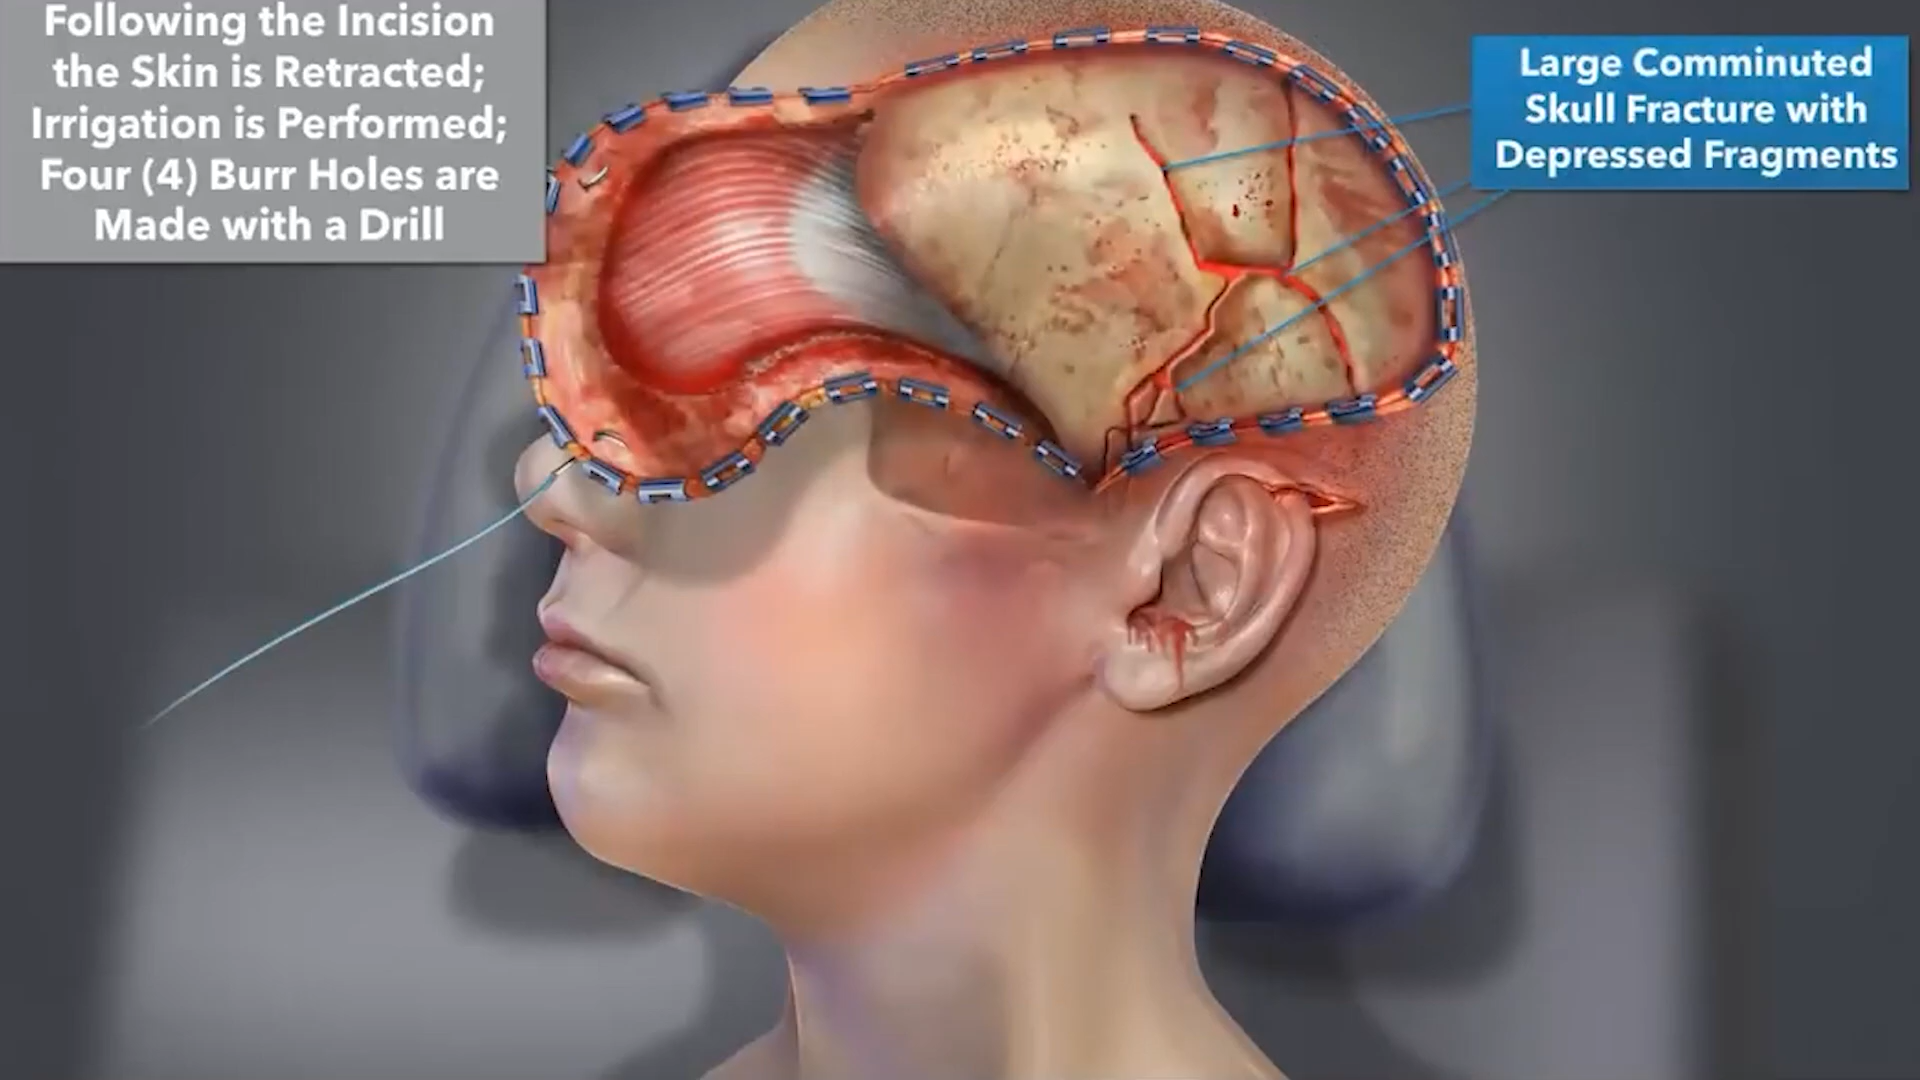 Following the Incision
the Skin is Retracted;
Irrigation is Performed;
Four (4) Burr Holes are
Made with a Drill
Large Comminuted
Skull Fracture with
Depressed Fragments